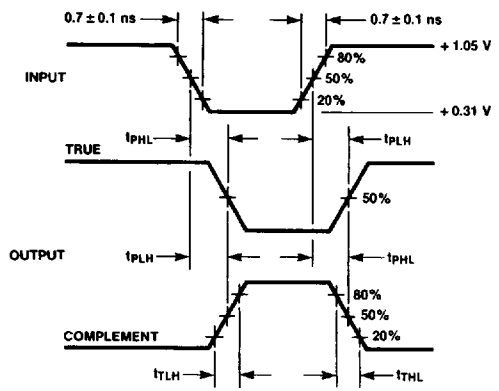 0.7 ± 0.1 ns 0.7 ± 0.1 ns
+ 1.05 V
80%
INPUT 50%
20%
+ 0.31 V
tPHL tPLH
TRUE
50%
OUTPUT tPLH tPHL
80%
50%
COMPLEMENT 20%
tTLH tTHL